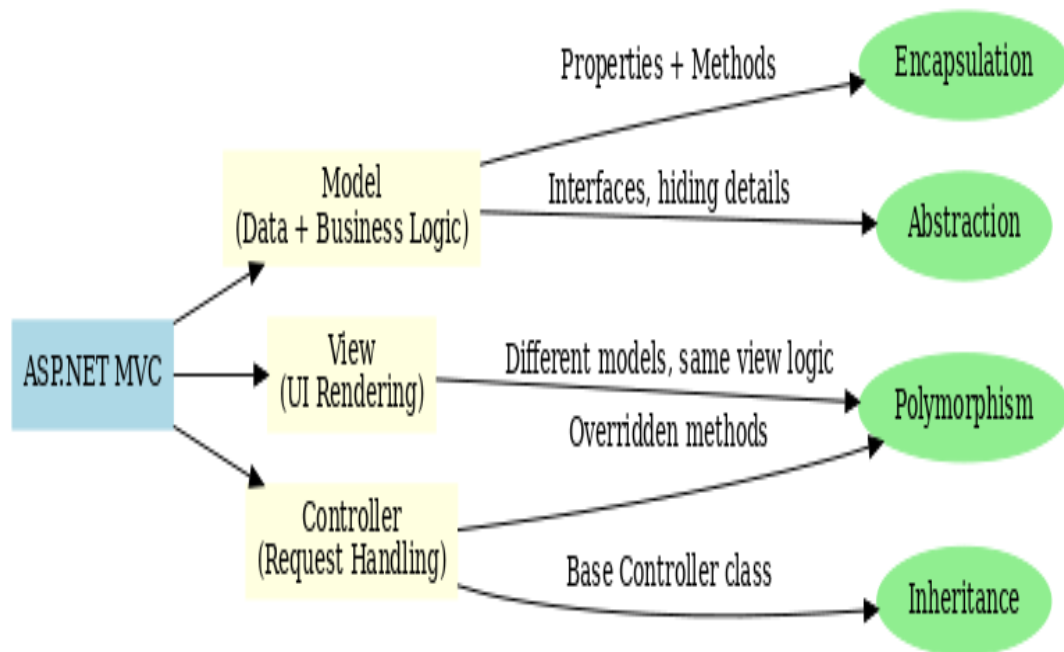 Properties + Methods
Encapsulation
Model
(Data + Business Logic)
Interfaces, hiding details
Abstraction
ASP.NET MVC
View
(UI Rendering)
Different models, same view logic
Polymorphism
Overridden methods
Controller
(Request Handling)
Base Controller class
Inheritance